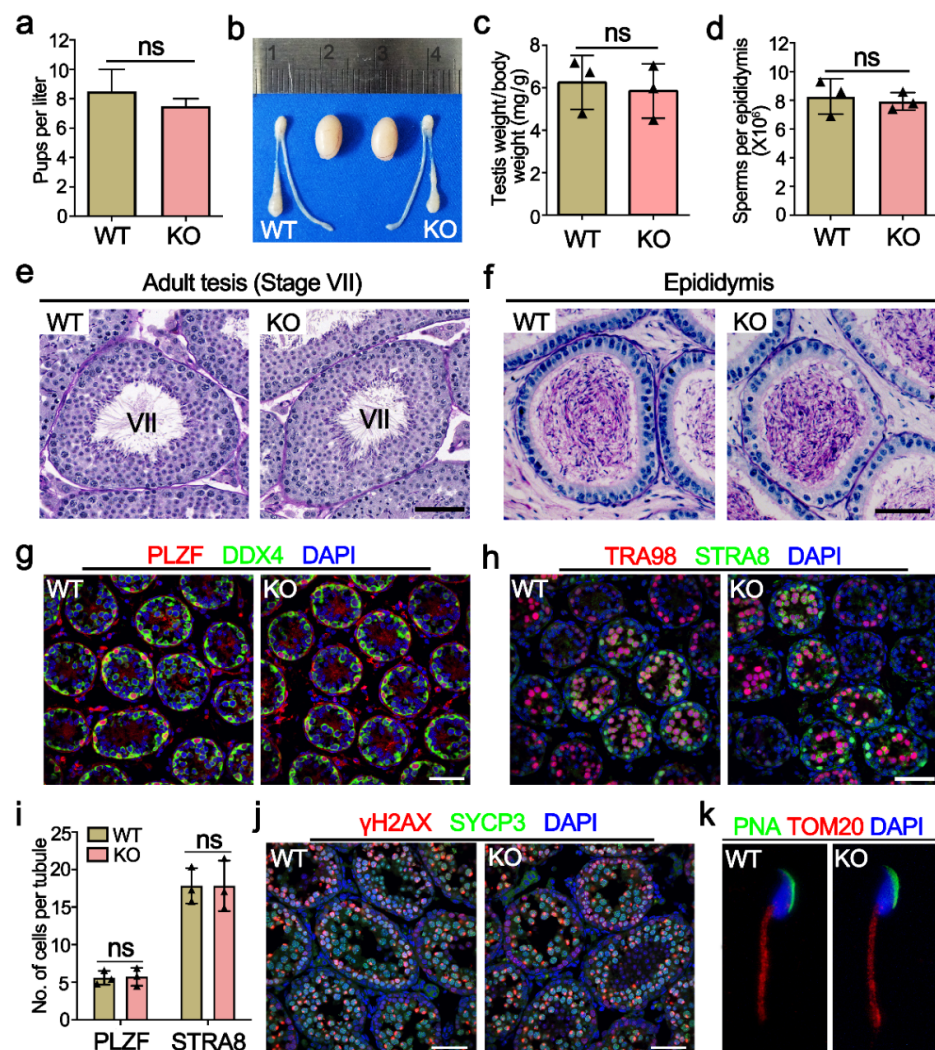 a
ns
Pups per liter
12
10
8
6
4
2
0
WT
KO
b
1
2
3
4
WT
KO
c
ns
Testis weight/body
weight (mg/g)
8
6
4
2
0
WT
KO
d
ns
Sperms per epididymis
(X10⁶)
12
10
8
6
4
2
0
WT
KO
e
Adult tesis (Stage VII)
WT
KO
VII
VII
f
Epididymis
WT
KO
g
PLZF DDX4 DAPI
WT
KO
h
TRA98 STRA8 DAPI
WT
KO
i
WT
KO
No. of cells per tubule
25
20
15
10
5
0
ns
ns
PLZF
STRA8
j
γH2AX SYCP3 DAPI
WT
KO
k
PNA TOM20 DAPI
WT
KO